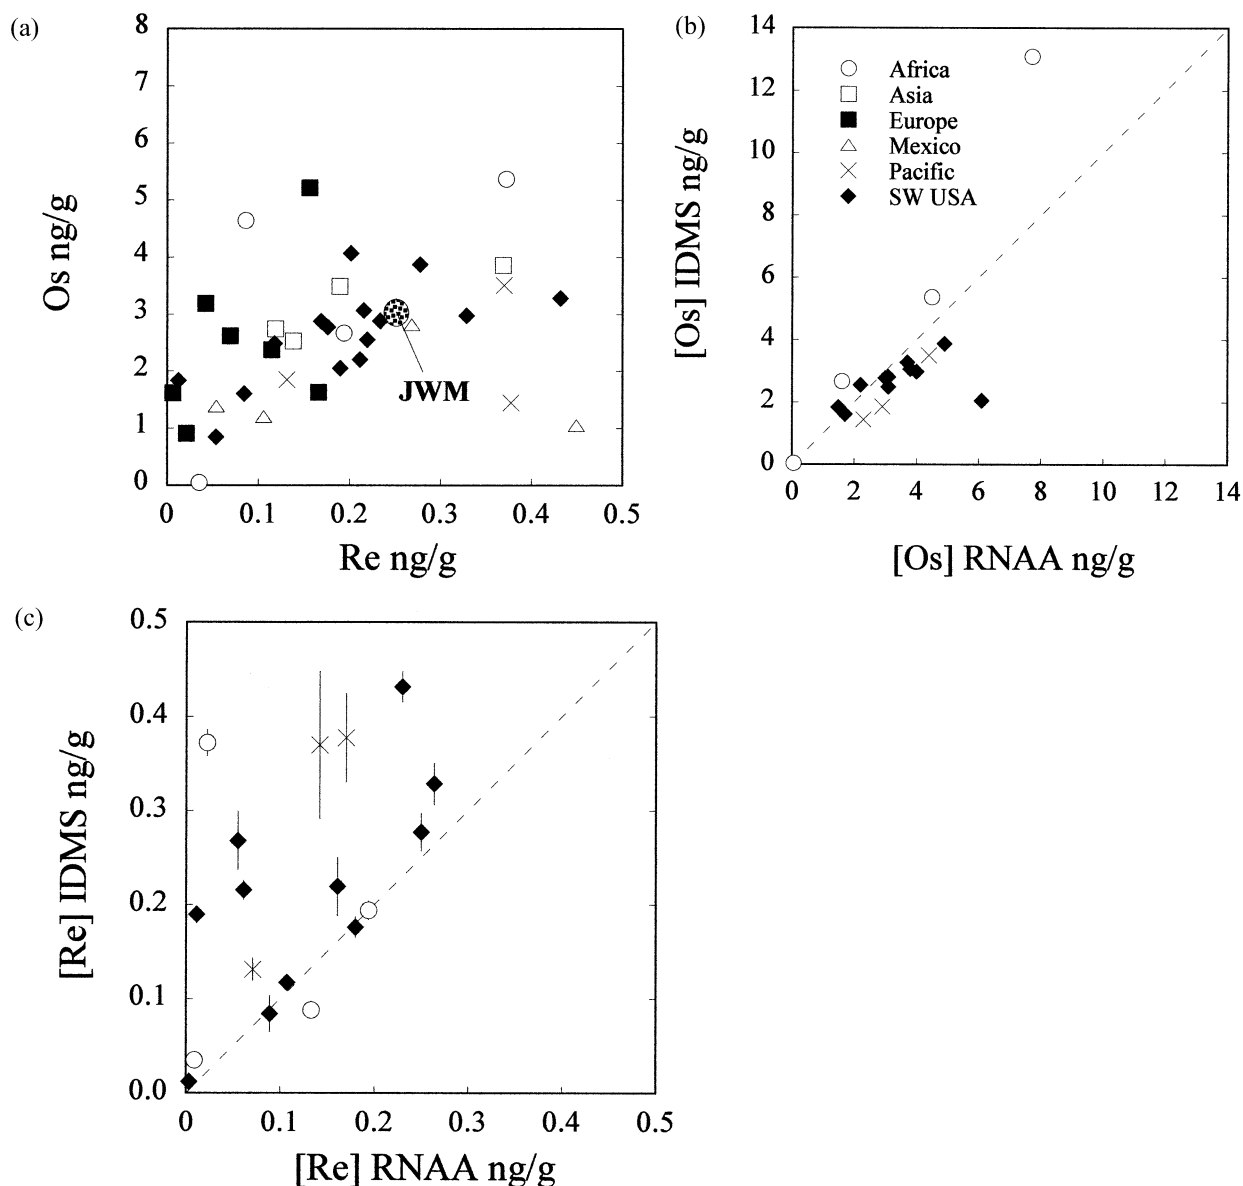 (a)
8
7
6
5
4
3
2
1
0
Os ng/g
JWM
0
0.1
0.2
0.3
0.4
0.5
Re ng/g
(b)
14
12
10
8
6
4
2
0
[Os] IDMS ng/g
Africa
Asia
Europe
Mexico
Pacific
SW USA
0
2
4
6
8
10
12
14
[Os] RNAA ng/g
(c)
0.5
0.4
0.3
0.2
0.1
0.0
[Re] IDMS ng/g
0
0.1
0.2
0.3
0.4
0.5
[Re] RNAA ng/g